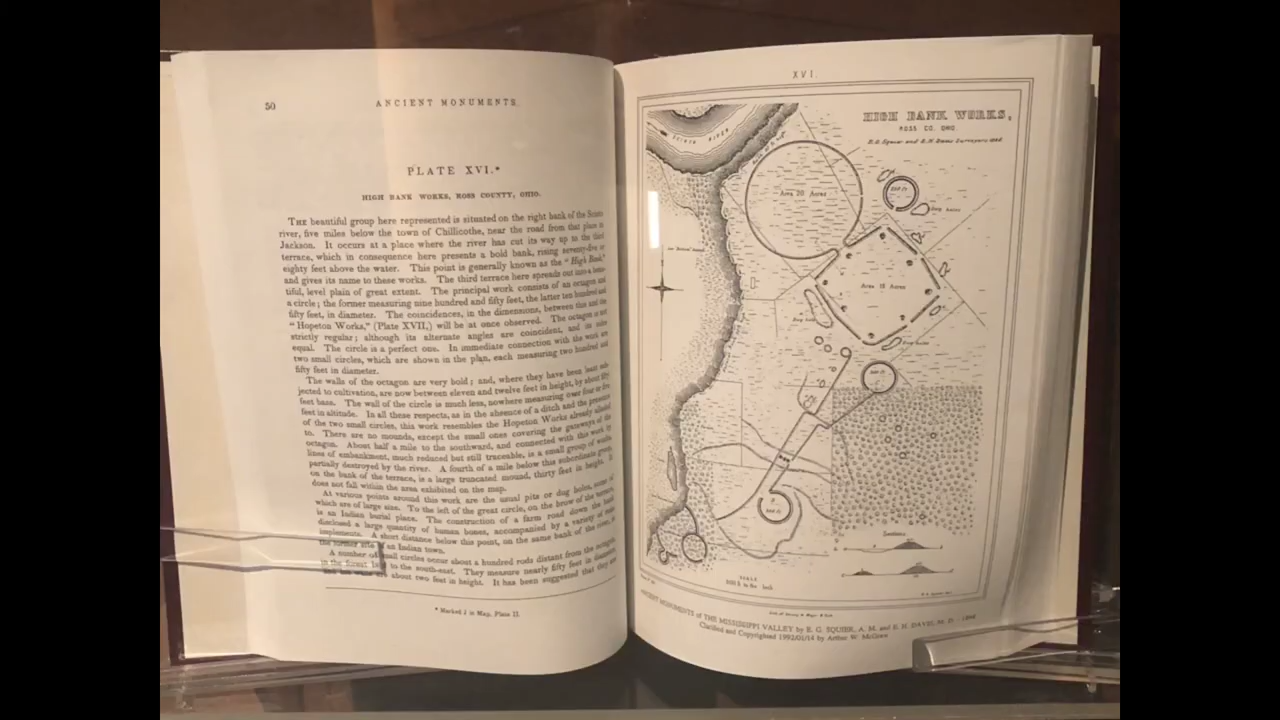 50
ANCIENT MONUMENTS.
PLATE XVI.*
HIGH BANK WORKS, ROSS COUNTY, OHIO.
THE beautiful group here represented is situated on the right bank of the Scioto
river, five miles below the town of Chillicothe, near the road from that place to
Jackson. It occurs at a place where the river has cut its way up to the third
terrace, which in consequence here presents a bold bank, rising seventy-five or
eighty feet above the water. This point is generally known as the "High Bank,"
and gives its name to these works. The third terrace here spreads out into a beau-
tiful, level plain of great extent. The principal work consists of an octagon and
a circle; the former measuring nine hundred and fifty feet, the latter ten hundred and
fifty feet, in diameter. The coincidences, in the dimensions, between this and the
"Hopeton Works," (Plate XVII,) will be at once observed. The octagon is not
strictly regular; although its alternate angles are coincident, and its sides
equal. The circle is a perfect one. In immediate connection with the work are
two small circles, which are shown in the plan, each measuring two hundred and
fifty feet in diameter.
The walls of the octagon are very bold; and, where they have been least sub-
jected to cultivation, are now between eleven and twelve feet in height, by about fifty
feet base. The wall of the circle is much less, nowhere measuring over four or five
feet in altitude. In all these respects, as in the absence of a ditch and the presence
of the two small circles, this work resembles the Hopeton Works already alluded
to. There are no mounds, except the small ones covering the gateways of the
octagon. About half a mile to the southward, and connected with this work by
lines of embankment, much reduced but still traceable, is a small group of works
partially destroyed by the river. A fourth of a mile below this subordinate group,
on the bank of the terrace, is a large truncated mound, thirty feet in height. It
does not fall within the area exhibited on the map.
At various points around this work are the usual pits or dug holes, some of
which are of large size. To the left of the great circle, on the brow of the terrace,
is an Indian burial place. The construction of a farm road down the bank
disclosed a large quantity of human bones, accompanied by a variety of rude
implements. A short distance below this point, on the same bank of the river, is
the former site of an Indian town.
A number of small circles occur about a hundred rods distant from the octagon,
in the forest land to the south-east. They measure nearly fifty feet in diameter,
and the walls are about two feet in height. It has been suggested that they are
* Marked I in Map, Plate II.
XVI.
HIGH BANK WORKS,
ROSS CO. OHIO.
E.G. Squier and E.H. Davis Surveyors 1846
SCIOTO RIVER
Area 20 Acres
250 ft
Dug holes
Area 18 Acres
Dug holes
Dug holes
Sections
SCALE
500 ft to the inch
ANCIENT MONUMENTS of THE MISSISSIPPI VALLEY by E. G. SQUIER, A. M. and E. H. DAVIS, M. D. - 1848
Clarified and Copyrighted 1992/01/14 by Arthur W. McGraw